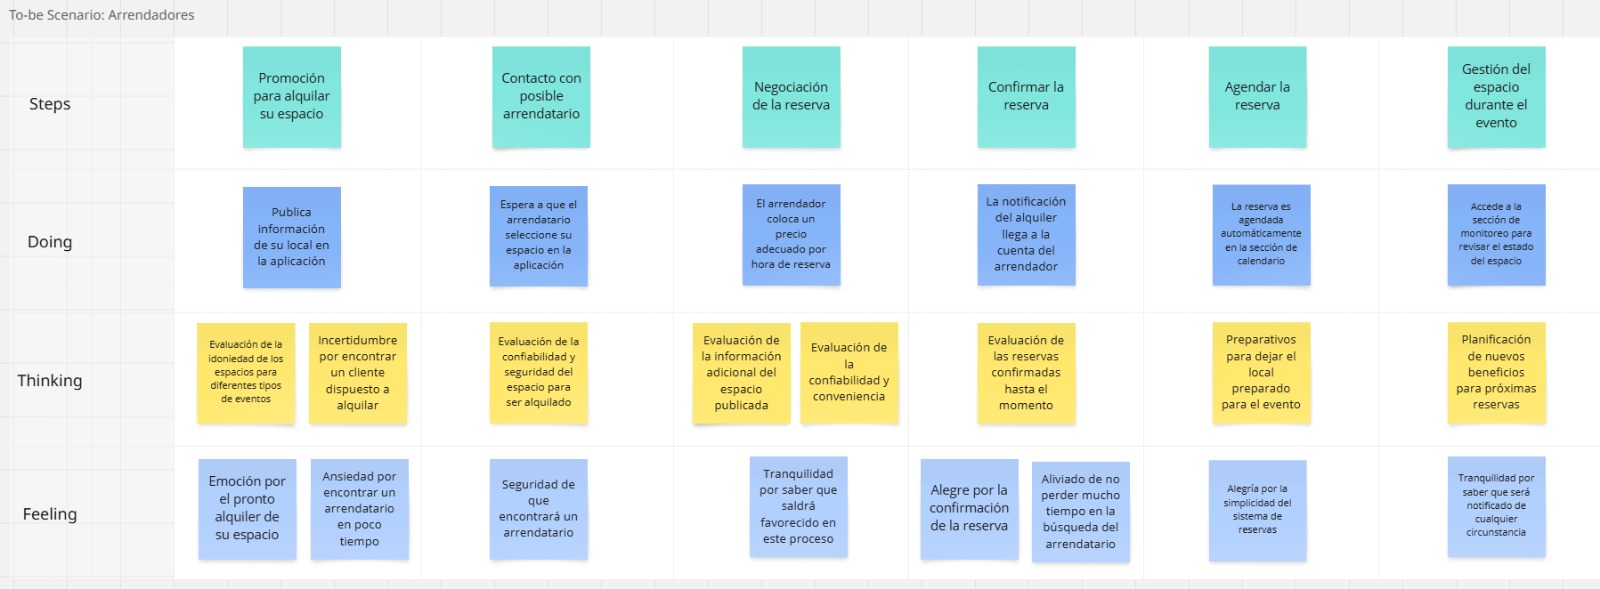 To-be Scenario: Arrendadores
Steps
Promoción
para alquilar
su espacio
Contacto con
posible
arrendatario
Negociación
de la reserva
Confirmar la
reserva
Agendar la
reserva
Gestión del
espacio
durante el
evento
Doing
Publica
información
de su local en
la aplicación
Espera a que el
arrendatario
seleccione su
espacio en la
aplicación
El arrendador
coloca un
precio
adecuado por
hora de reserva
La notificación
del alquiler
llega a la
cuenta del
arrendador
La reserva es
agendada
automáticamente
en la sección de
calendario
Accede a la
sección de
monitoreo para
revisar el estado
del espacio
Thinking
Evaluación de la
idoniedad de los
espacios para
diferentes tipos
de eventos
Incertidumbre
por encontrar
un cliente
dispuesto a
alquilar
Evaluación de la
confiabilidad y
seguridad del
espacio para
ser alquilado
Evaluación de
la información
adicional del
espacio
publicada
Evaluación de
la
confiabilidad y
conveniencia
Evaluación de
las reservas
confirmadas
hasta el
momento
Preparativos
para dejar el
local
preparado
para el evento
Planificación
de nuevos
beneficios
para próximas
reservas
Feeling
Emoción por
el pronto
alquiler de
su espacio
Ansiedad por
encontrar un
arrendatario
en poco
tiempo
Seguridad de
que
encontrará un
arrendatario
Tranquilidad
por saber que
saldrá
favorecido en
este proceso
Alegre por la
confirmación
de la reserva
Aliviado de no
perder mucho
tiempo en la
búsqueda del
arrendatario
Alegría por la
simplicidad del
sistema de
reservas
Tranquilidad por
saber que será
notificado de
cualquier
circunstancia